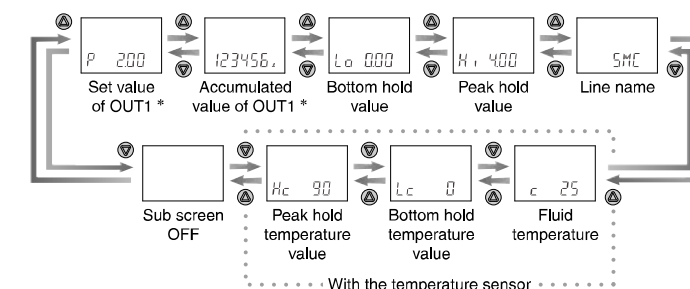 P 2.00
123456.
Lo 0.00
Hi 4.00
SMC
Set value
of OUT1 *
Accumulated
value of OUT1 *
Bottom hold
value
Peak hold
value
Line name
Hc 90
Lc 0
c 25
Sub screen
OFF
Peak hold
temperature
value
Bottom hold
temperature
value
Fluid
temperature
With the temperature sensor